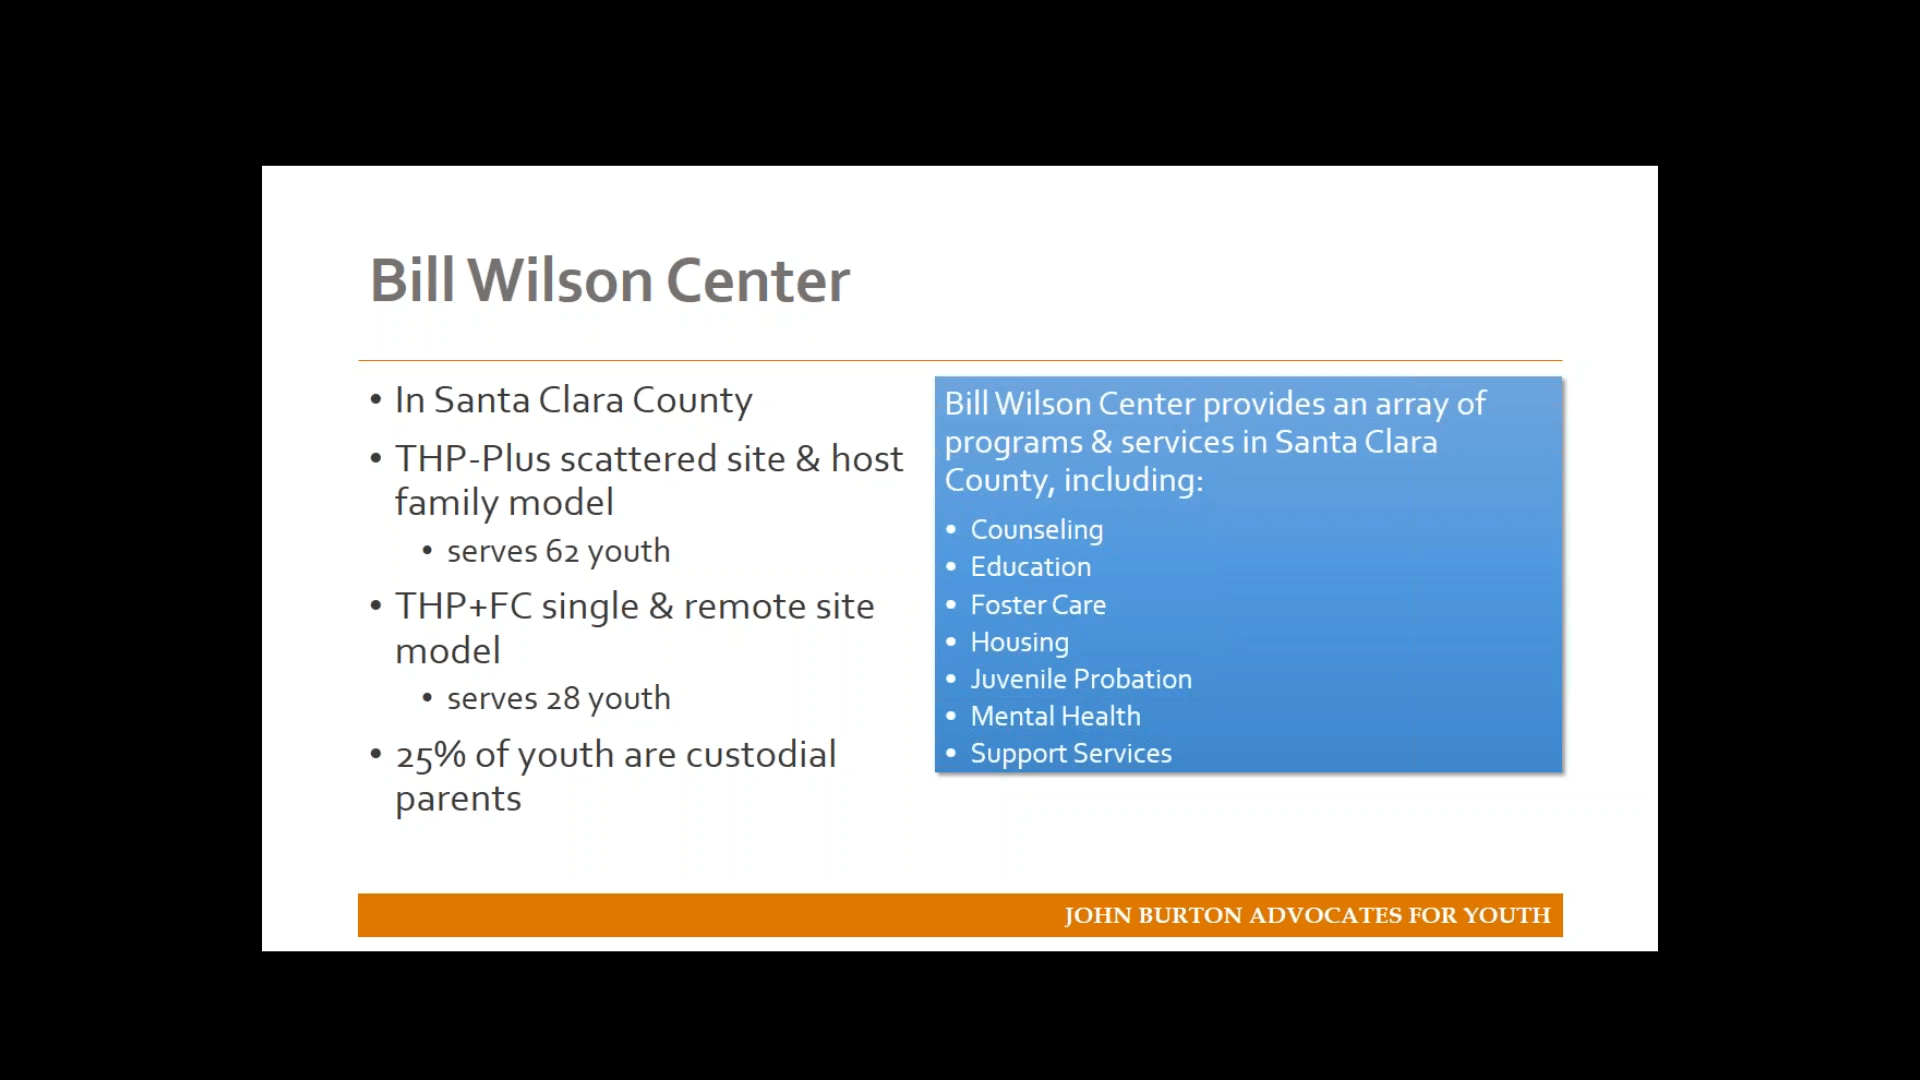 Bill Wilson Center
• In Santa Clara County
• THP-Plus scattered site & host
family model
• serves 62 youth
• THP+FC single & remote site
model
• serves 28 youth
• 25% of youth are custodial
parents
Bill Wilson Center provides an array of
programs & services in Santa Clara
County, including:
• Counseling
• Education
• Foster Care
• Housing
• Juvenile Probation
• Mental Health
• Support Services
JOHN BURTON ADVOCATES FOR YOUTH